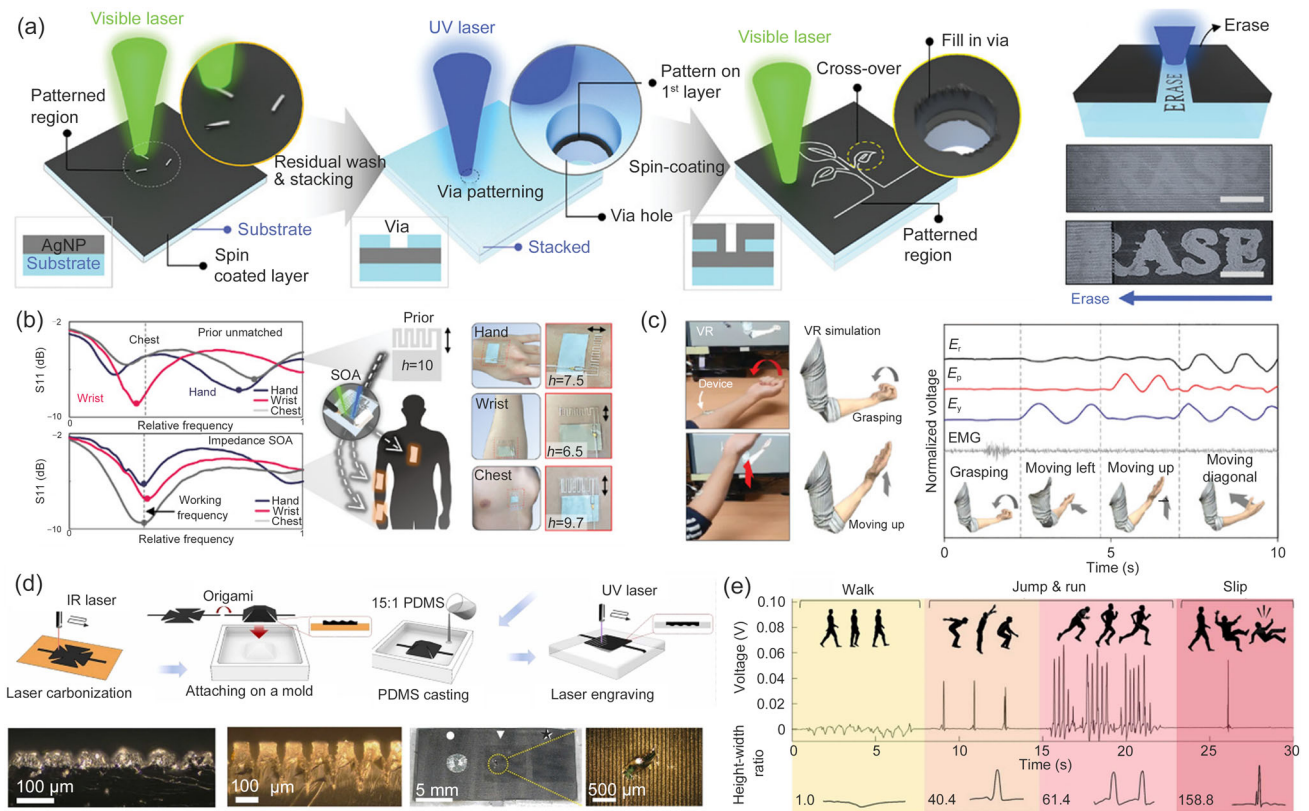 (a)
Visible laser
Patterned
region
AgNP
Substrate
Substrate
Spin
coated layer
Residual wash
& stacking
UV laser
Via patterning
Pattern on
1st layer
Via hole
Via
Stacked
Spin-coating
Visible laser
Cross-over
Fill in via
Patterned
region
Erase
ERASE
ERASE
RASE
Erase
(b)
S11 (dB)
−2
−10
Chest
Prior unmatched
Wrist
Hand
Hand
Wrist
Chest
0
Relative frequency
1
S11 (dB)
−2
−10
Impedance SOA
Working
frequency
Hand
Wrist
Chest
0
Relative frequency
1
Prior
h=10
SOA
Hand
h=7.5
Wrist
h=6.5
Chest
h=9.7
(c)
VR
Device
VR simulation
Grasping
Moving up
Normalized voltage
Er
Ep
Ey
EMG
Grasping
Moving left
Moving up
Moving
diagonal
0
5
10
Time (s)
(d)
IR laser
Laser carbonization
Origami
Attaching on a mold
15:1 PDMS
PDMS casting
UV laser
Laser engraving
100 μm
100 μm
5 mm
500 μm
(e)
Walk
Jump & run
Slip
Voltage (V)
0.10
0.08
0.06
0.04
0.02
0
0
5
10
15
20
25
30
Time (s)
Height-width
ratio
1.0
40.4
61.4
158.8